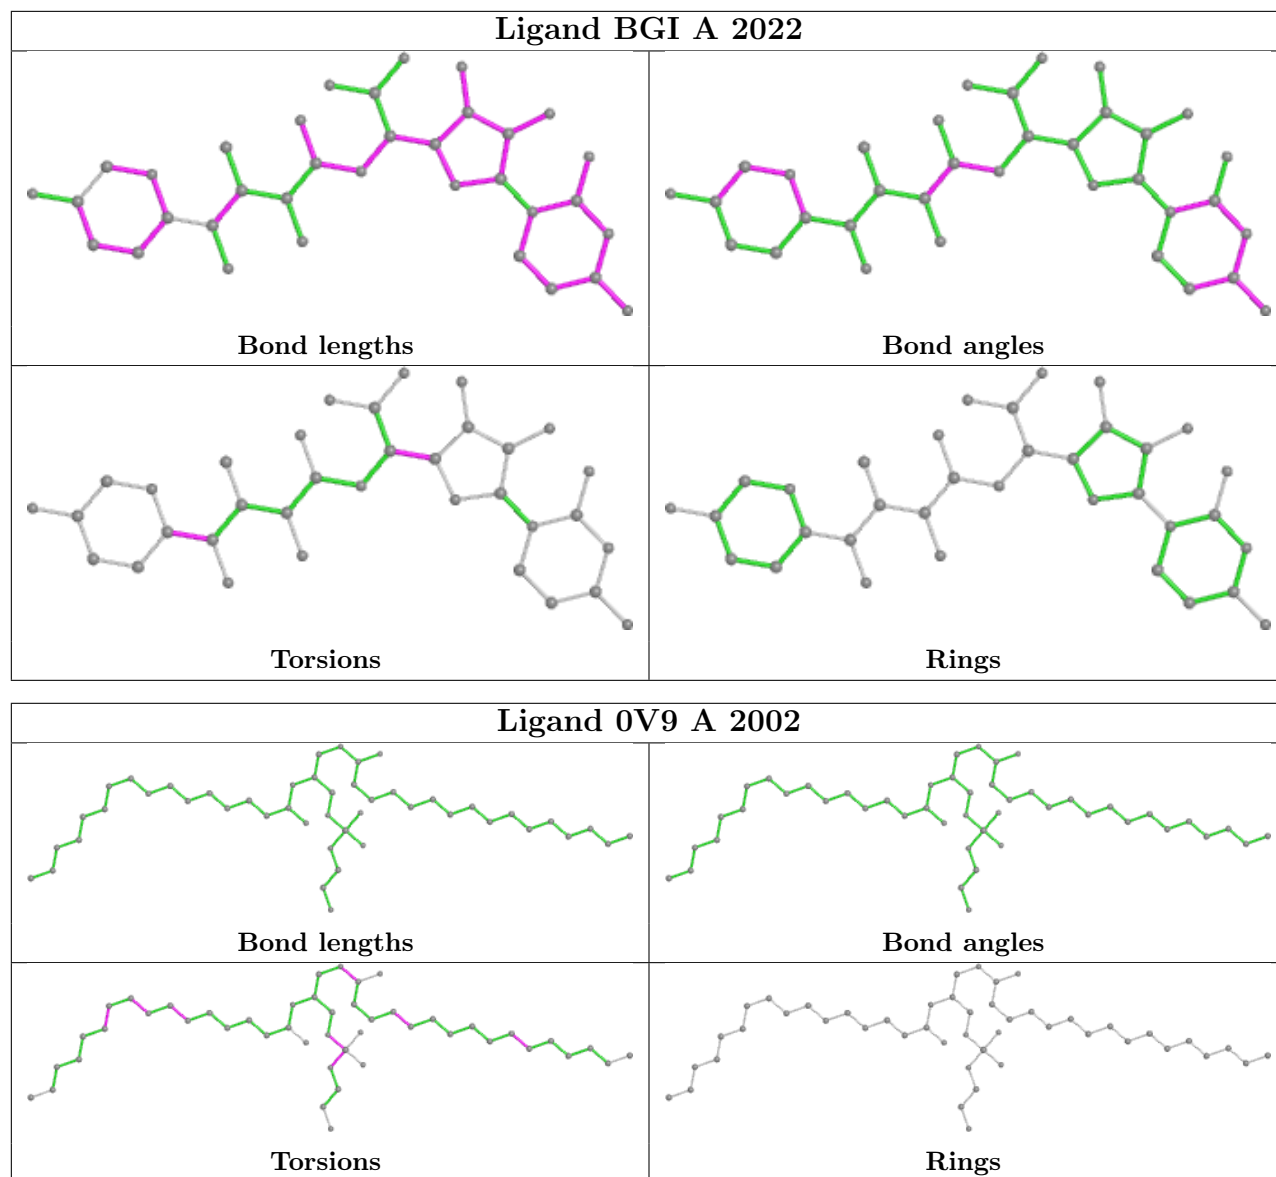 Ligand BGI A 2022
Bond lengths
Bond angles
Torsions
Rings
Ligand 0V9 A 2002
Bond lengths
Bond angles
Torsions
Rings